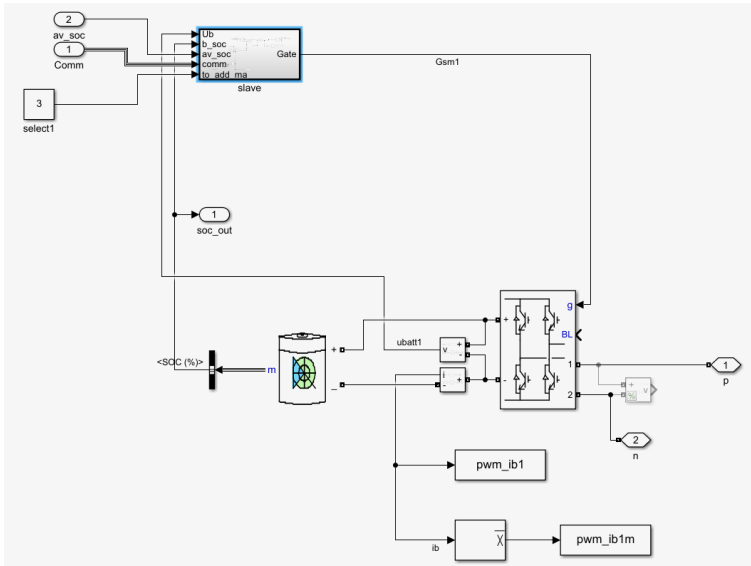 2
av_soc
1
Comm
3
select1
Ub
b_soc
av_soc
comm
to_add_ma
Gate
slave
Gsm1
1
soc_out
<SOC (%)>
m
+
_
ubatt1
v
+
-
i
-
+
+
-
g
BL
1
2
+
-
v
1
p
2
n
pwm_ib1
ib
X
pwm_ib1m